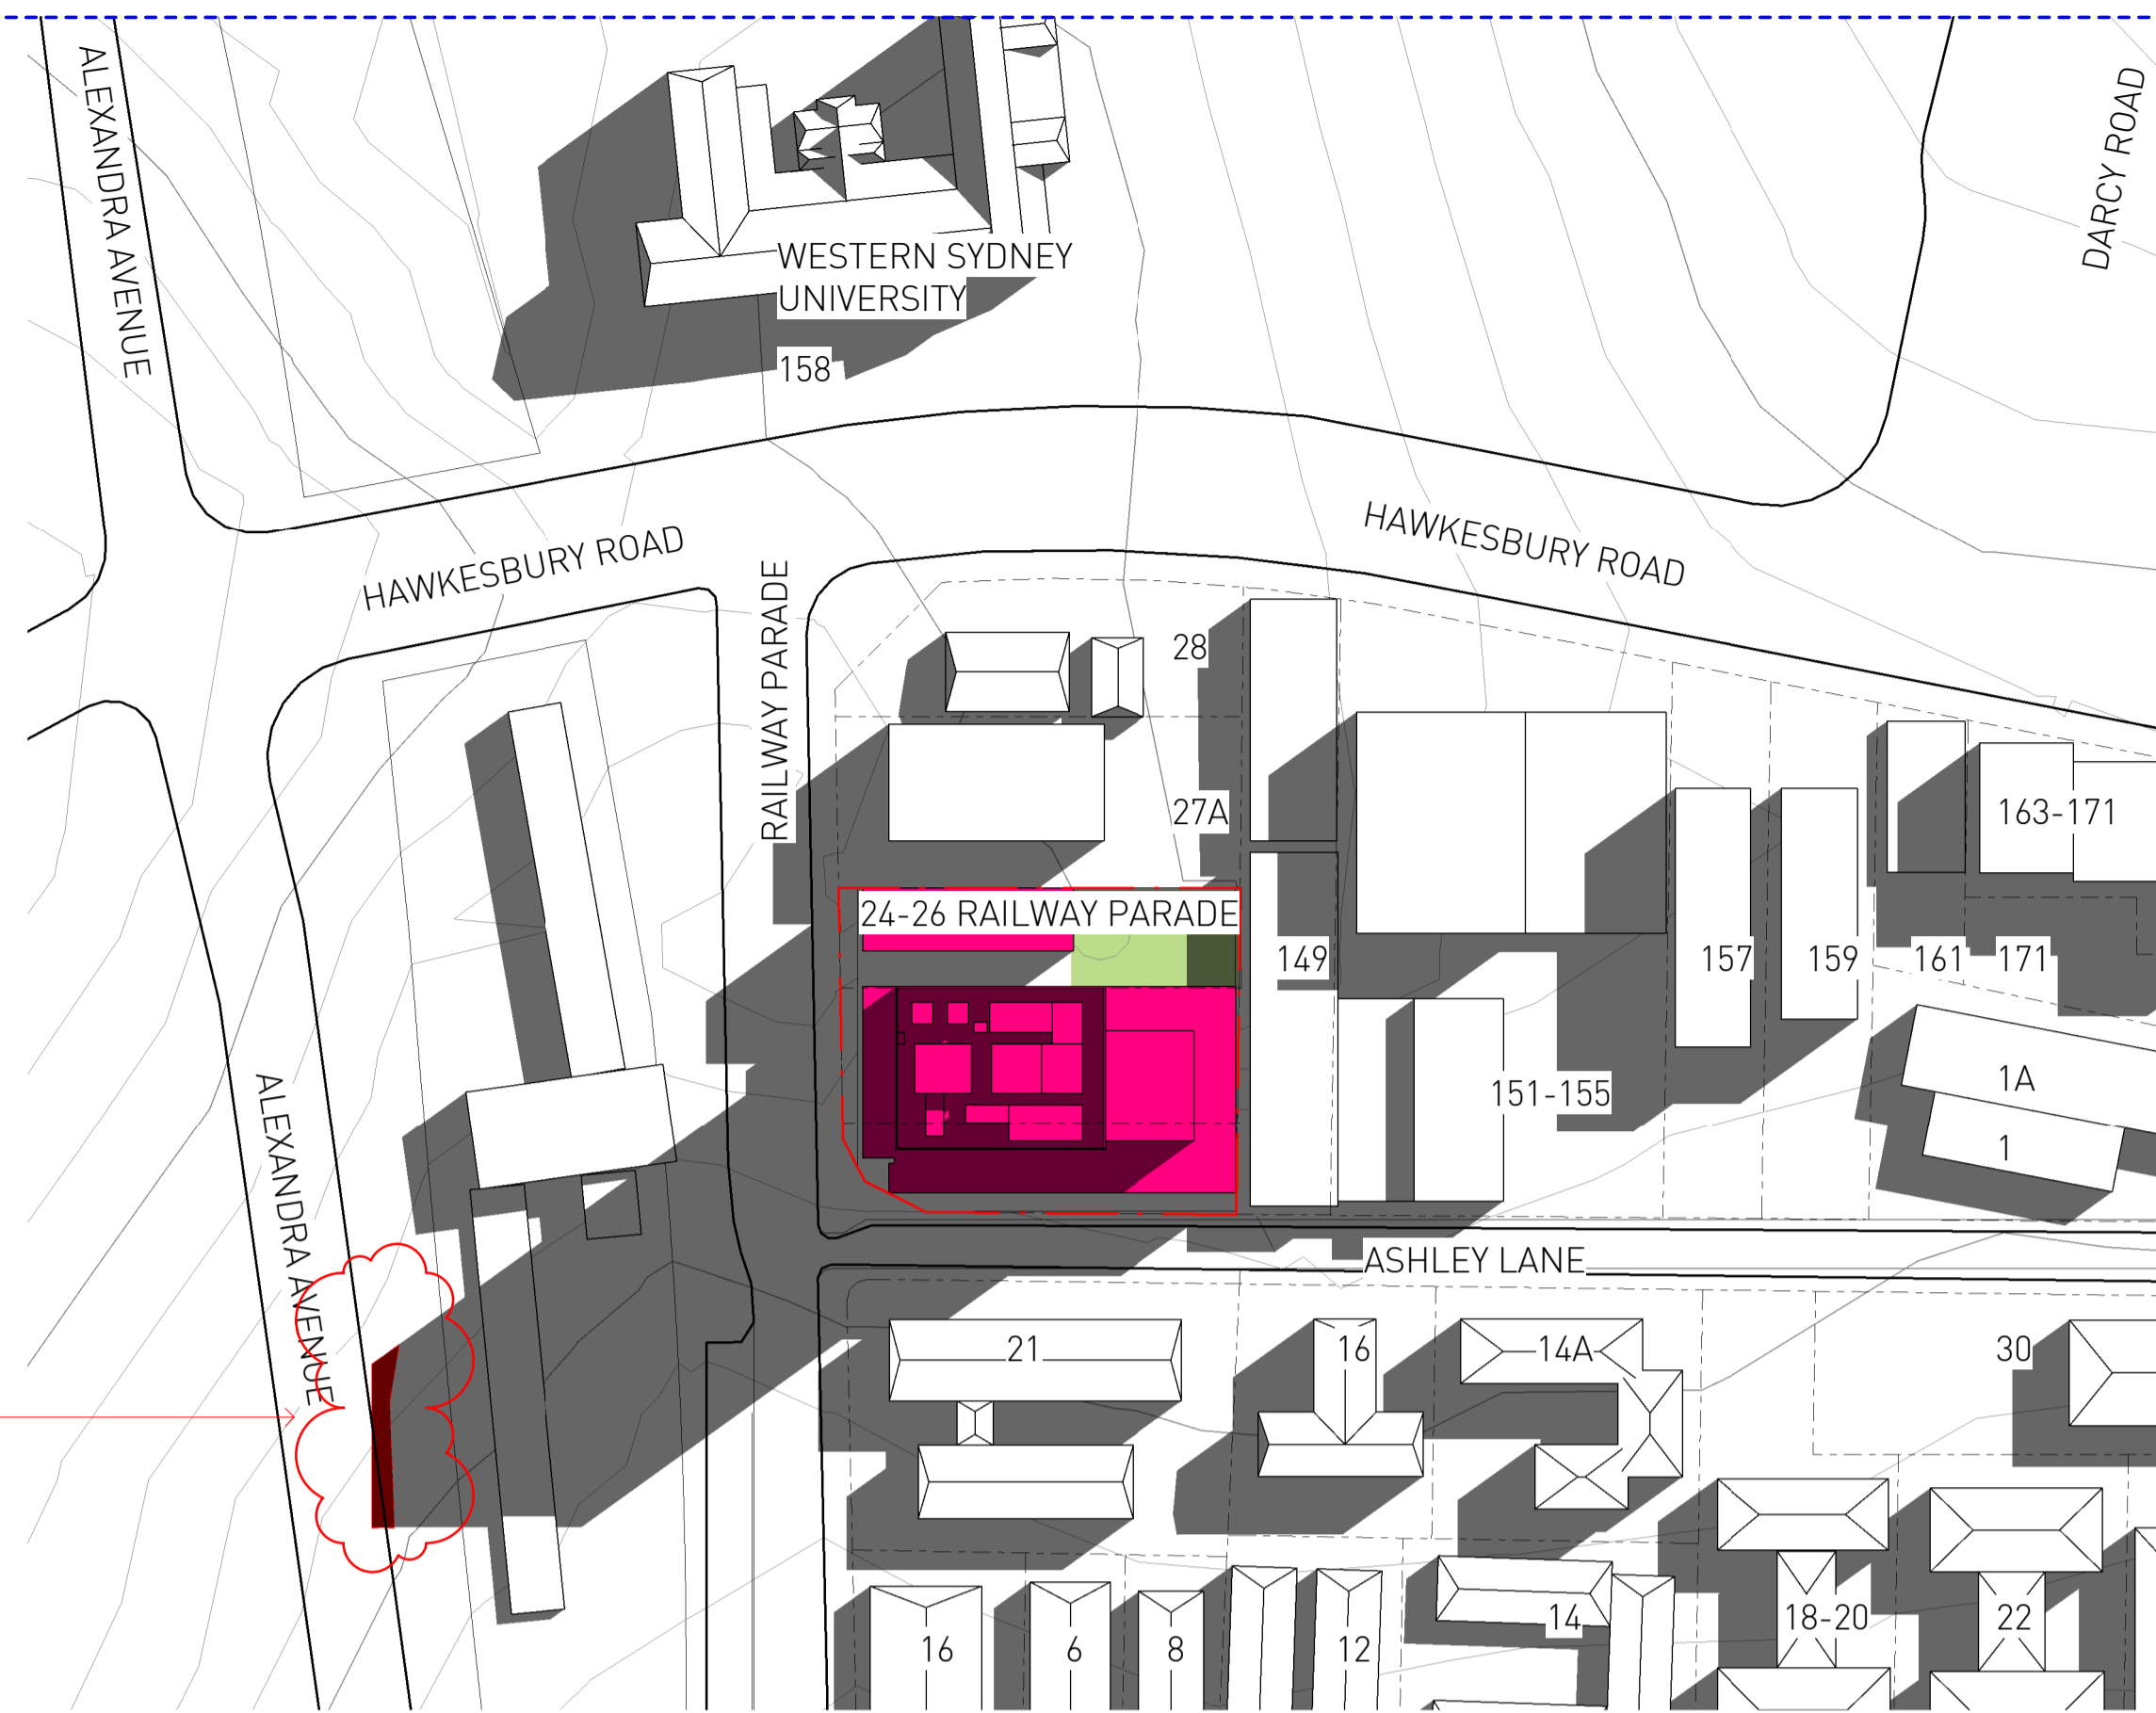 ALEXANDRA AVENUE
DARCY ROAD
WESTERN SYDNEY
UNIVERSITY
158
HAWKESBURY ROAD
HAWKESBURY ROAD
RAILWAY PARADE
28
27A
163-171
24-26 RAILWAY PARADE
149
157
159
161
171
151-155
1A
1
ALEXANDRA AVENUE
ASHLEY LANE
21
16
14A
30
16
6
8
12
14
18-20
22